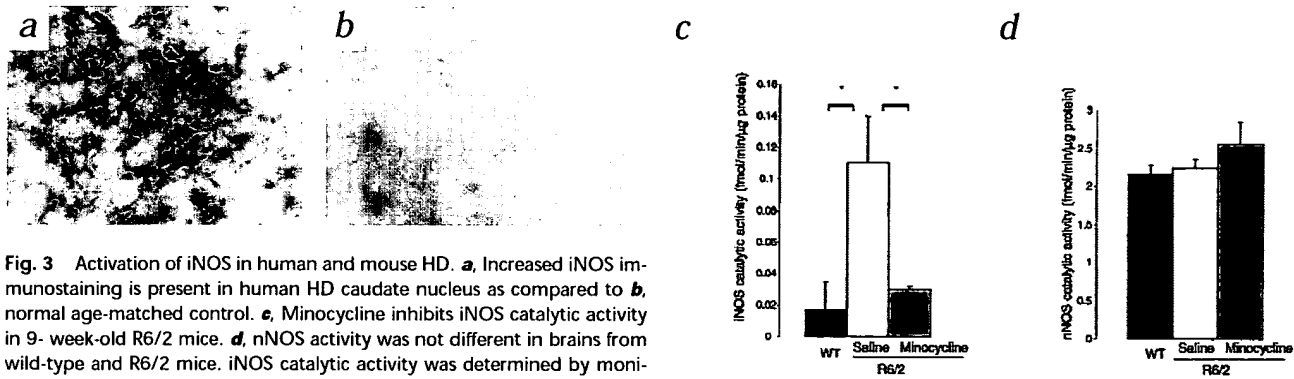 a
b
c
d
Fig. 3 Activation of iNOS in human and mouse HD. a, Increased iNOS im-
munostaining is present in human HD caudate nucleus as compared to b,
normal age-matched control. c, Minocycline inhibits iNOS catalytic activity
in 9- week-old R6/2 mice. d, nNOS activity was not different in brains from
wild-type and R6/2 mice. iNOS catalytic activity was determined by moni-
iNOS catalytic activity (fmol/min/µg protein)
0.16
0.14
0.12
0.1
0.08
0.06
0.04
0.02
0
* *
WT Saline Minocycline
R6/2
nNOS catalytic activity (fmol/min/µg protein)
3
2.5
2
1.5
1
0.5
0
WT Saline Minocycline
R6/2